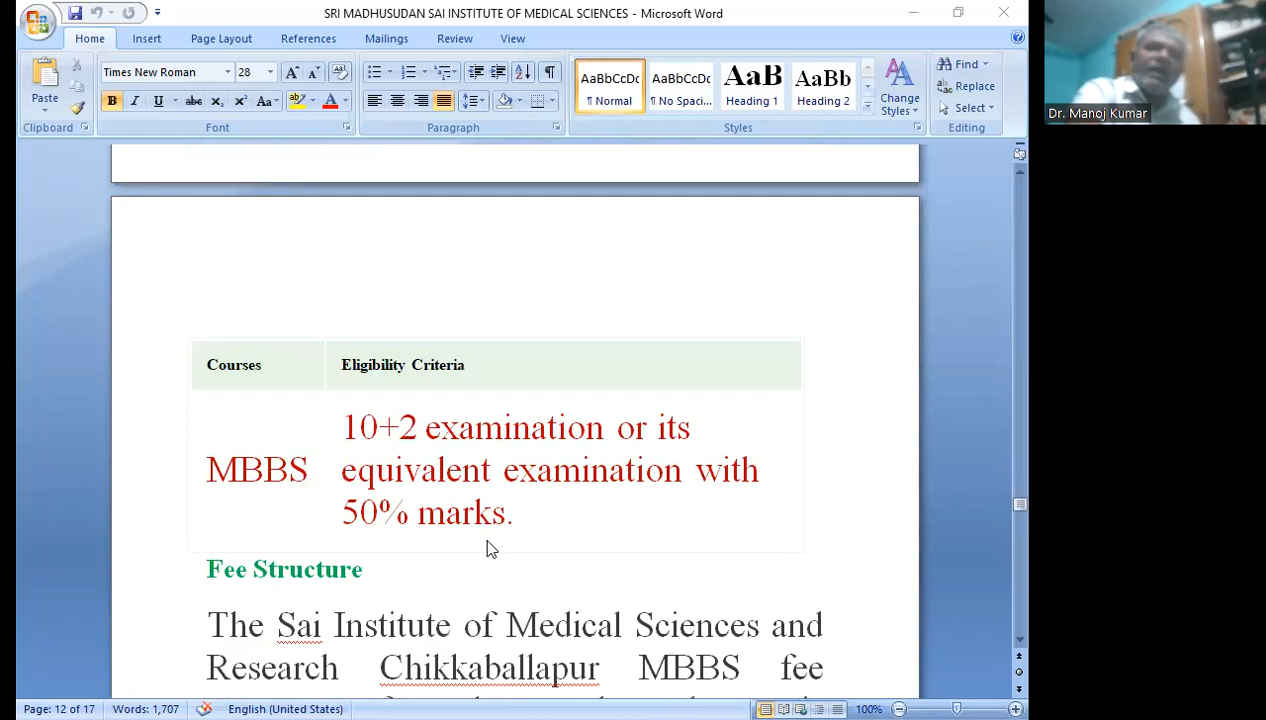 SRI MADHUSUDAN SAI INSTITUTE OF MEDICAL SCIENCES - Microsoft Word
Home Insert Page Layout References Mailings Review View
Times New Roman 28
Paste
B I U abc X₂ X² Aa A
AaBbCcDc AaBbCcDc AaB AaBb
¶ Normal ¶ No Spaci... Heading 1 Heading 2
Change
Styles
Find
Replace
Select
Clipboard Font Paragraph Styles Editing
Dr. Manoj Kumar
Courses Eligibility Criteria
MBBS
10+2 examination or its
equivalent examination with
50% marks.
Fee Structure
The Sai Institute of Medical Sciences and
Research Chikkaballapur MBBS fee
Page: 12 of 17 Words: 1,707 English (United States) 100%